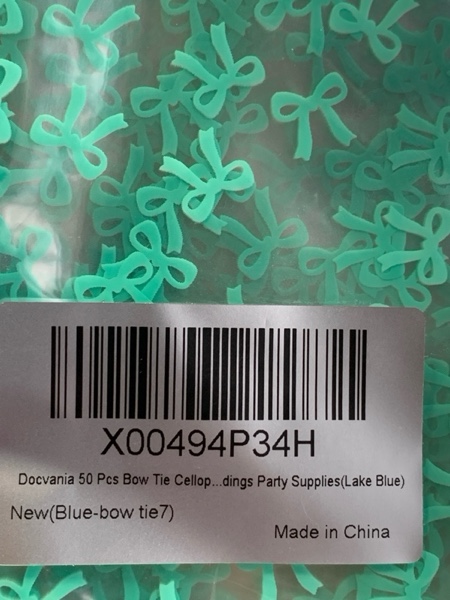 X00494P34H
Docvania 50 Pcs Bow Tie Cellop...dings Party Supplies(Lake Blue)
New(Blue-bow tie7)
Made in China